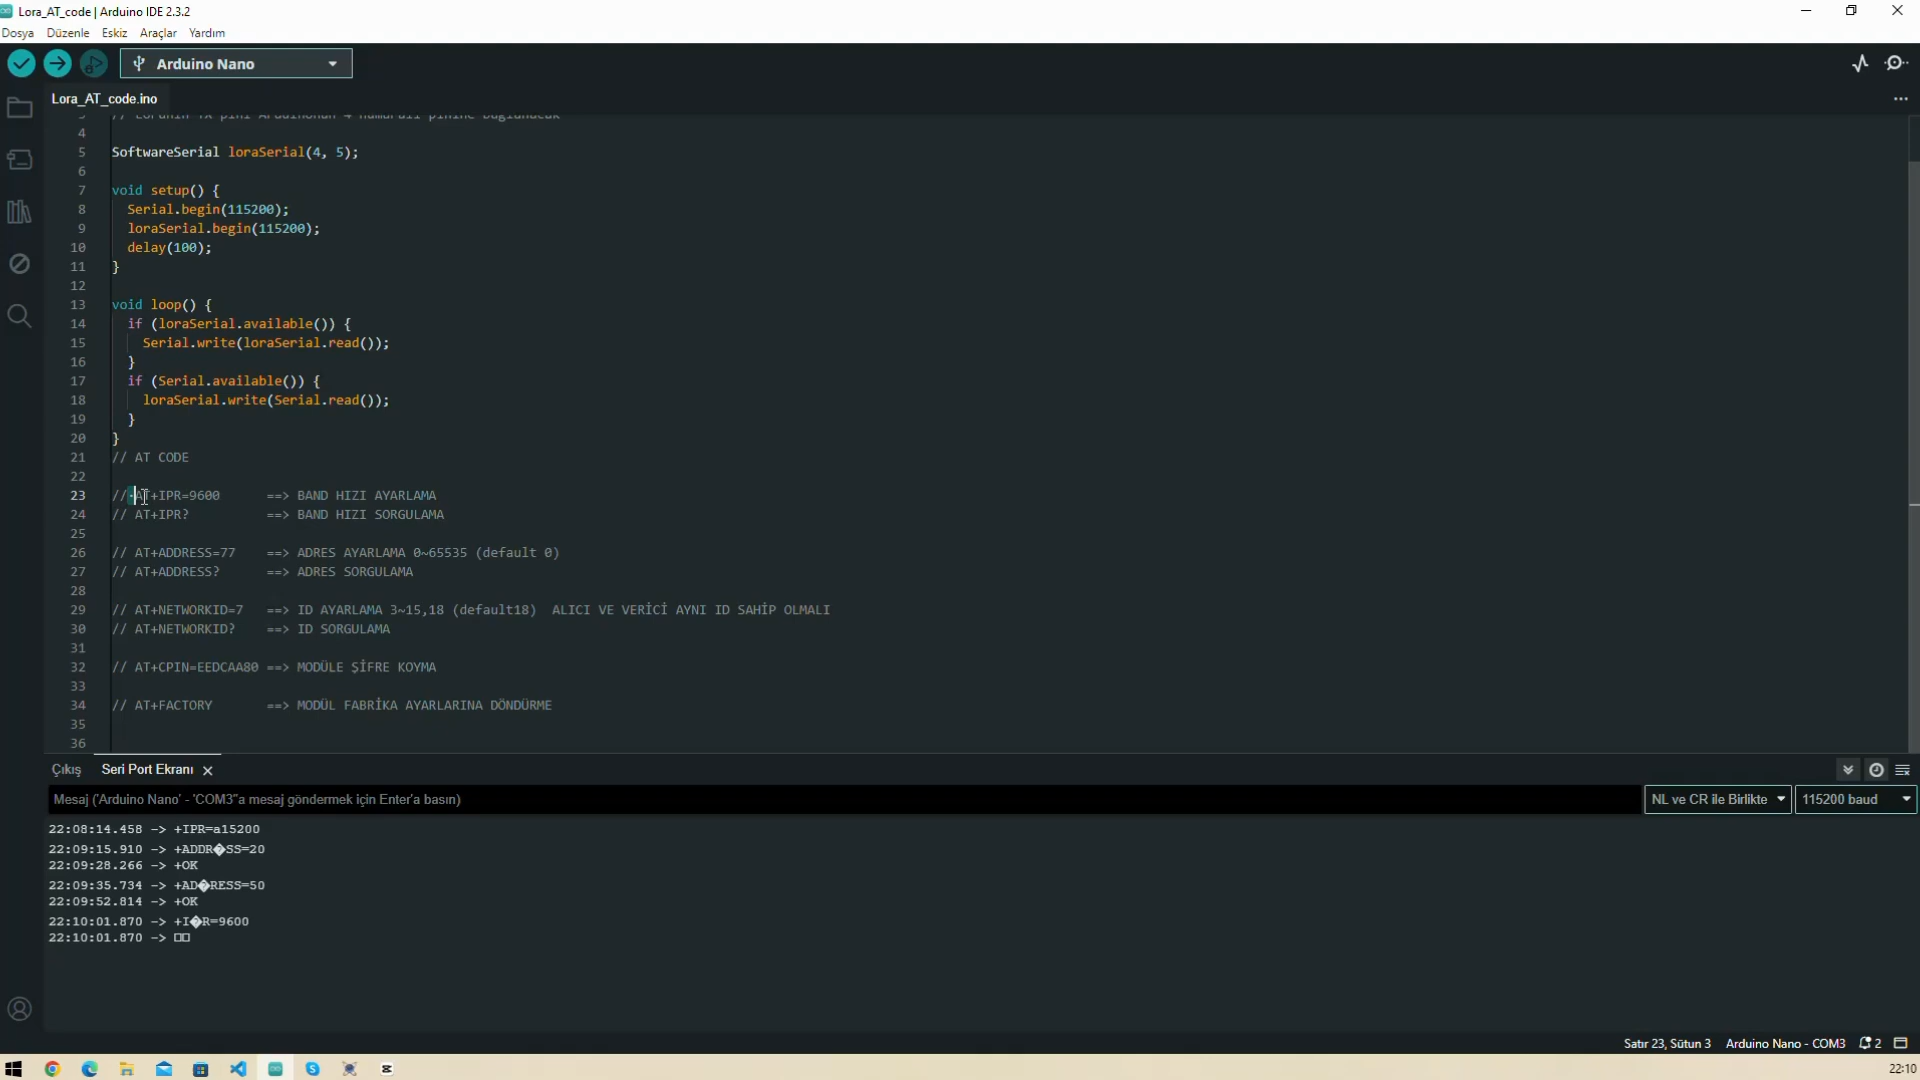 Lora_AT_code | Arduino IDE 2.3.2
Dosya Düzenle Eskiz Araçlar Yardım
Arduino Nano
Lora_AT_code.ino
4
5 SoftwareSerial loraSerial(4, 5);
6
7 void setup() {
8 Serial.begin(115200);
9 loraSerial.begin(115200);
10 delay(100);
11 }
12
13 void loop() {
14 if (loraSerial.available()) {
15 Serial.write(loraSerial.read());
16 }
17 if (Serial.available()) {
18 loraSerial.write(Serial.read());
19 }
20 }
21 // AT CODE
22
23 // AT+IPR=9600 ==> BAND HIZI AYARLAMA
24 // AT+IPR? ==> BAND HIZI SORGULAMA
25
26 // AT+ADDRESS=77 ==> ADRES AYARLAMA 0~65535 (default 0)
27 // AT+ADDRESS? ==> ADRES SORGULAMA
28
29 // AT+NETWORKID=7 ==> ID AYARLAMA 3~15,18 (default18) ALICI VE VERİCİ AYNI ID SAHİP OLMALI
30 // AT+NETWORKID? ==> ID SORGULAMA
31
32 // AT+CPIN=EEDCAA80 ==> MODÜLE ŞİFRE KOYMA
33
34 // AT+FACTORY ==> MODÜL FABRİKA AYARLARINA DÖNDÜRME
35
36
Çıkış Seri Port Ekranı
Mesaj ('Arduino Nano' - 'COM3''a mesaj göndermek için Enter'a basın) NL ve CR ile Birlikte 115200 baud
22:08:14.458 -> +IPR=a15200
22:09:15.910 -> +ADDR�SS=20
22:09:28.266 -> +OK
22:09:35.734 -> +AD�RESS=50
22:09:52.814 -> +OK
22:10:01.870 -> +I�R=9600
22:10:01.870 -> □□
Satır 23, Sütun 3 Arduino Nano - COM3 2
22:10